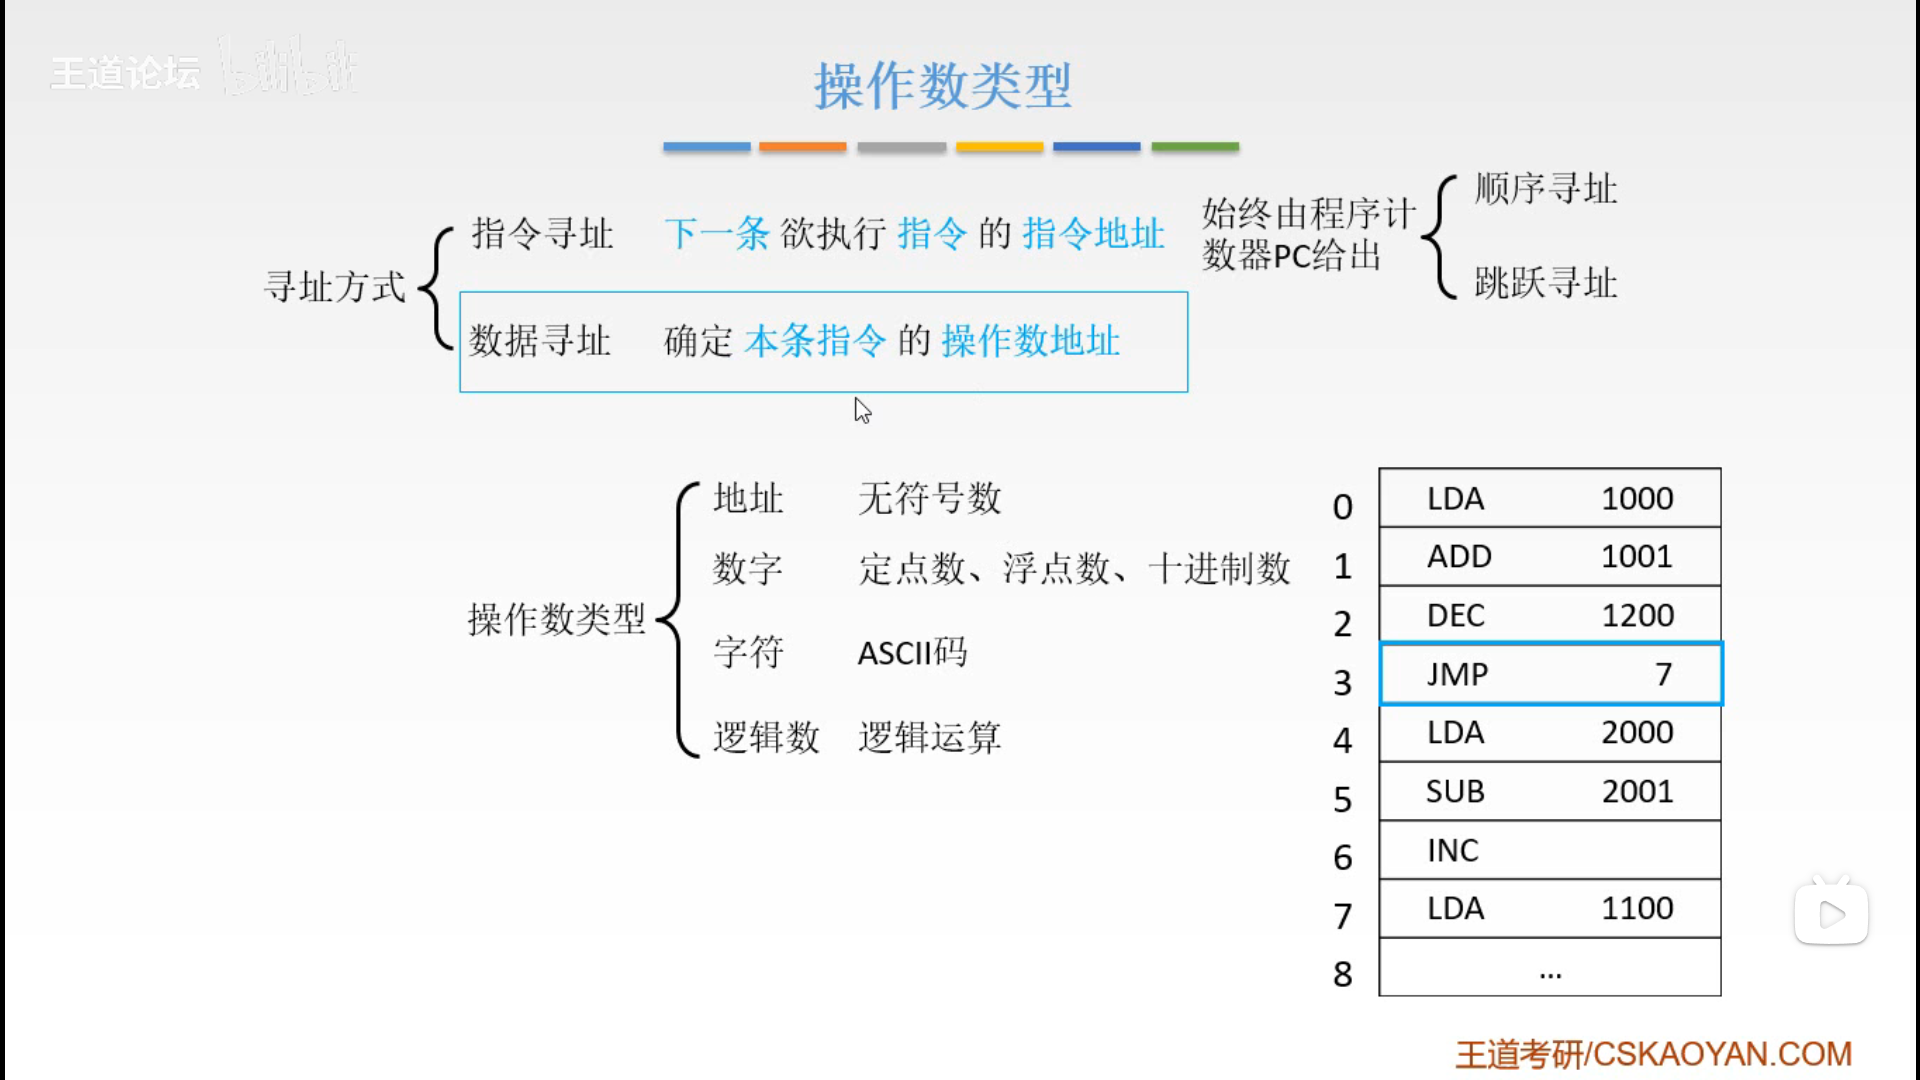 王道论坛 bilibili
操作数类型
寻址方式
指令寻址 下一条 欲执行 指令 的 指令地址
始终由程序计
数器PC给出
顺序寻址
跳跃寻址
数据寻址 确定 本条指令 的 操作数地址
操作数类型
地址 无符号数
数字 定点数、浮点数、十进制数
字符 ASCII码
逻辑数 逻辑运算
0 LDA 1000
1 ADD 1001
2 DEC 1200
3 JMP 7
4 LDA 2000
5 SUB 2001
6 INC
7 LDA 1100
8 ...
王道考研/CSKAOYAN.COM